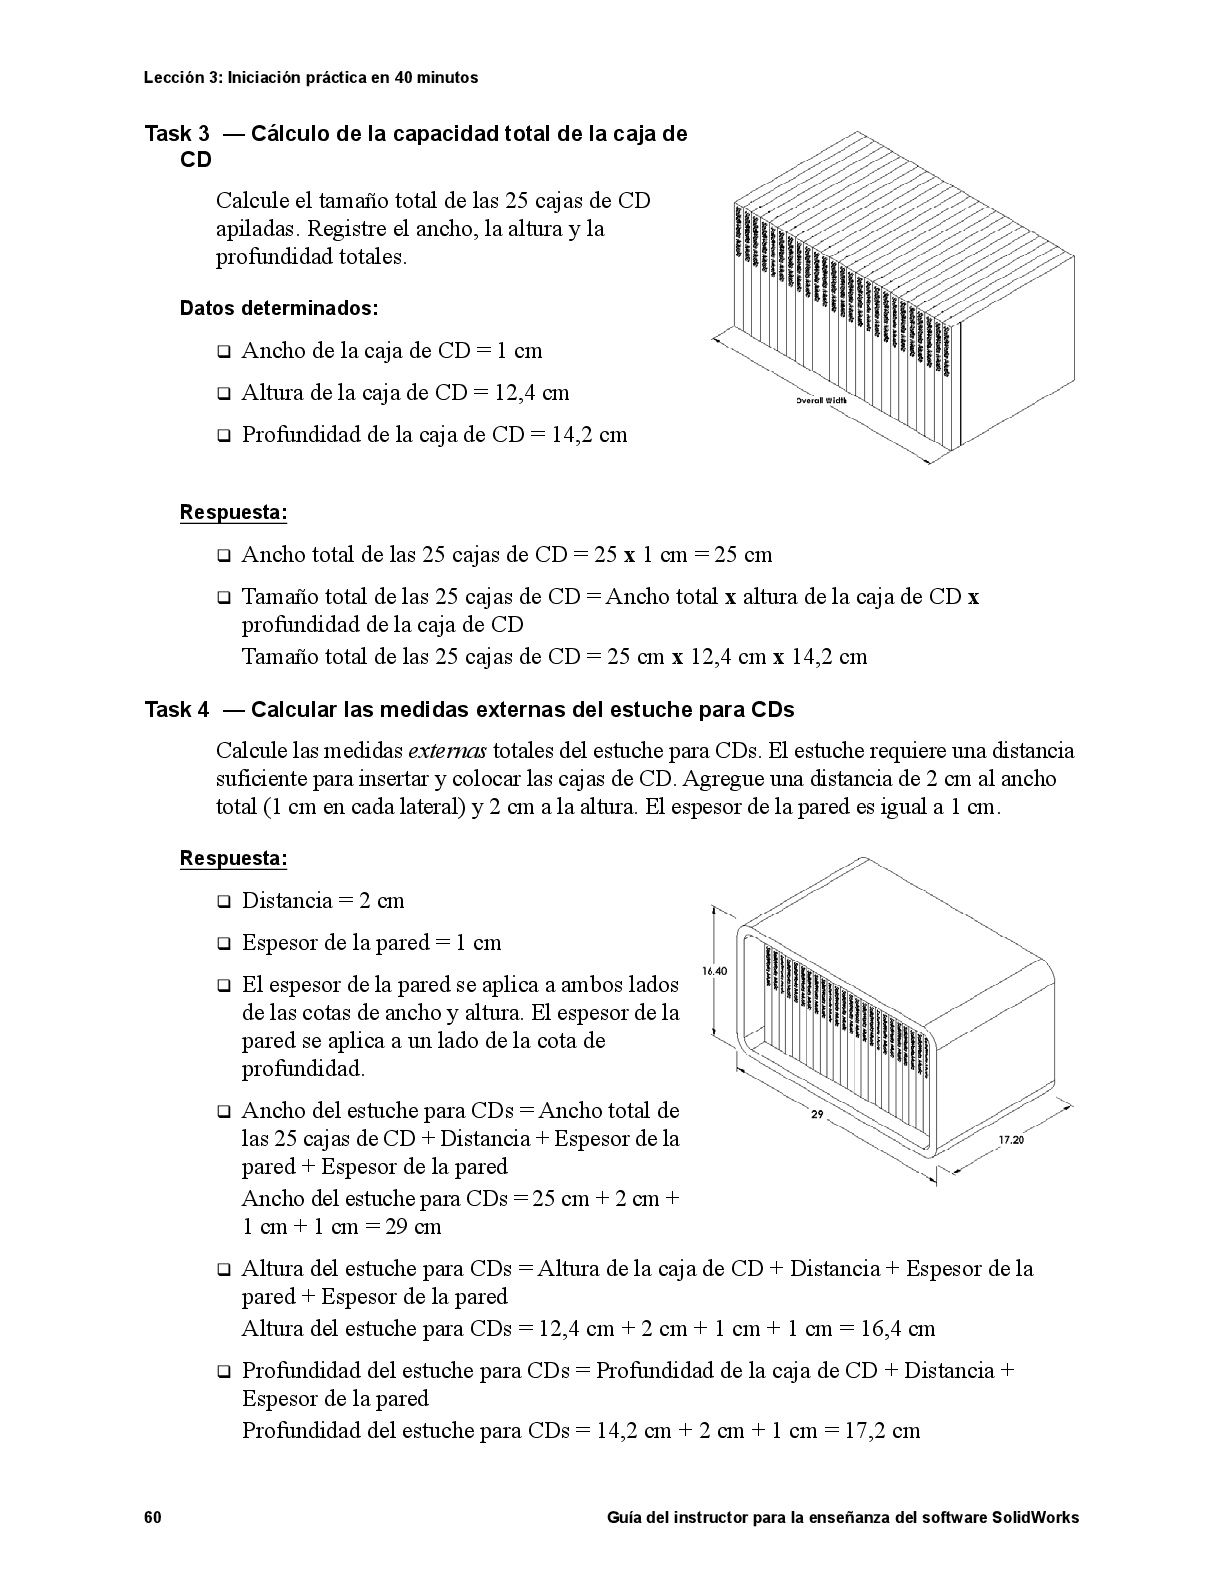 Lección 3: Iniciación práctica en 40 minutos
Task 3 — Cálculo de la capacidad total de la caja de
CD
Calcule el tamaño total de las 25 cajas de CD
apiladas. Registre el ancho, la altura y la
profundidad totales.
Datos determinados:
❑ Ancho de la caja de CD = 1 cm
❑ Altura de la caja de CD = 12,4 cm
❑ Profundidad de la caja de CD = 14,2 cm
Overall Width
Respuesta:
❑ Ancho total de las 25 cajas de CD = 25 x 1 cm = 25 cm
❑ Tamaño total de las 25 cajas de CD = Ancho total x altura de la caja de CD x
profundidad de la caja de CD
Tamaño total de las 25 cajas de CD = 25 cm x 12,4 cm x 14,2 cm
Task 4 — Calcular las medidas externas del estuche para CDs
Calcule las medidas externas totales del estuche para CDs. El estuche requiere una distancia
suficiente para insertar y colocar las cajas de CD. Agregue una distancia de 2 cm al ancho
total (1 cm en cada lateral) y 2 cm a la altura. El espesor de la pared es igual a 1 cm.
Respuesta:
❑ Distancia = 2 cm
❑ Espesor de la pared = 1 cm
❑ El espesor de la pared se aplica a ambos lados
de las cotas de ancho y altura. El espesor de la
pared se aplica a un lado de la cota de
profundidad.
❑ Ancho del estuche para CDs = Ancho total de
las 25 cajas de CD + Distancia + Espesor de la
pared + Espesor de la pared
Ancho del estuche para CDs = 25 cm + 2 cm +
1 cm + 1 cm = 29 cm
16.40
29
17.20
❑ Altura del estuche para CDs = Altura de la caja de CD + Distancia + Espesor de la
pared + Espesor de la pared
Altura del estuche para CDs = 12,4 cm + 2 cm + 1 cm + 1 cm = 16,4 cm
❑ Profundidad del estuche para CDs = Profundidad de la caja de CD + Distancia +
Espesor de la pared
Profundidad del estuche para CDs = 14,2 cm + 2 cm + 1 cm = 17,2 cm
60
Guía del instructor para la enseñanza del software SolidWorks